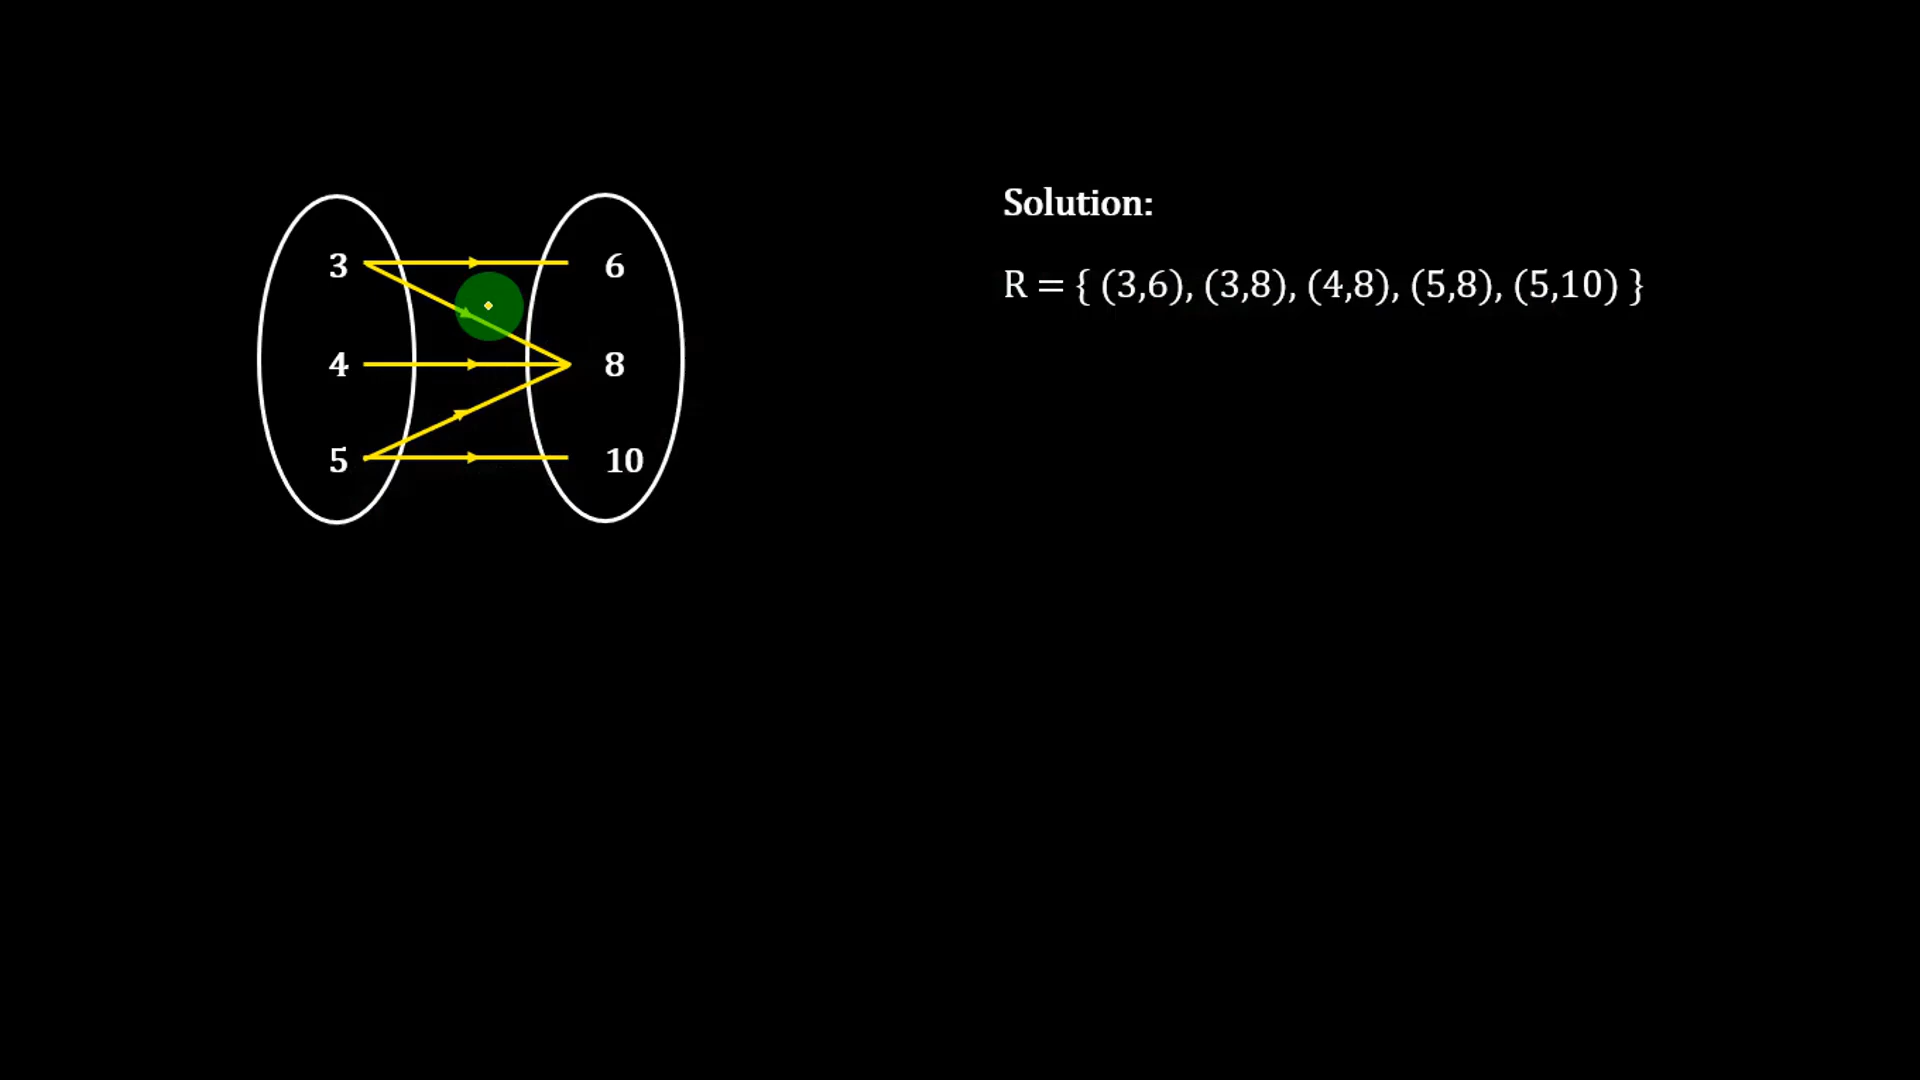 3 6
4 8
5 10
Solution:
R = { (3,6), (3,8), (4,8), (5,8), (5,10) }